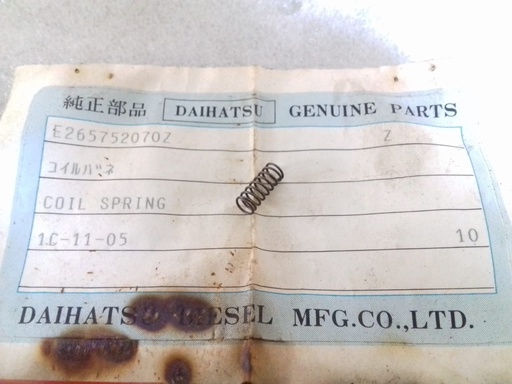 純正部品 DAIHATSU GENUINE PARTS
E265752070Z Z
コイルバネ
COIL SPRING
1C-11-05 10
DAIHATSU DIESEL MFG.CO.,LTD.